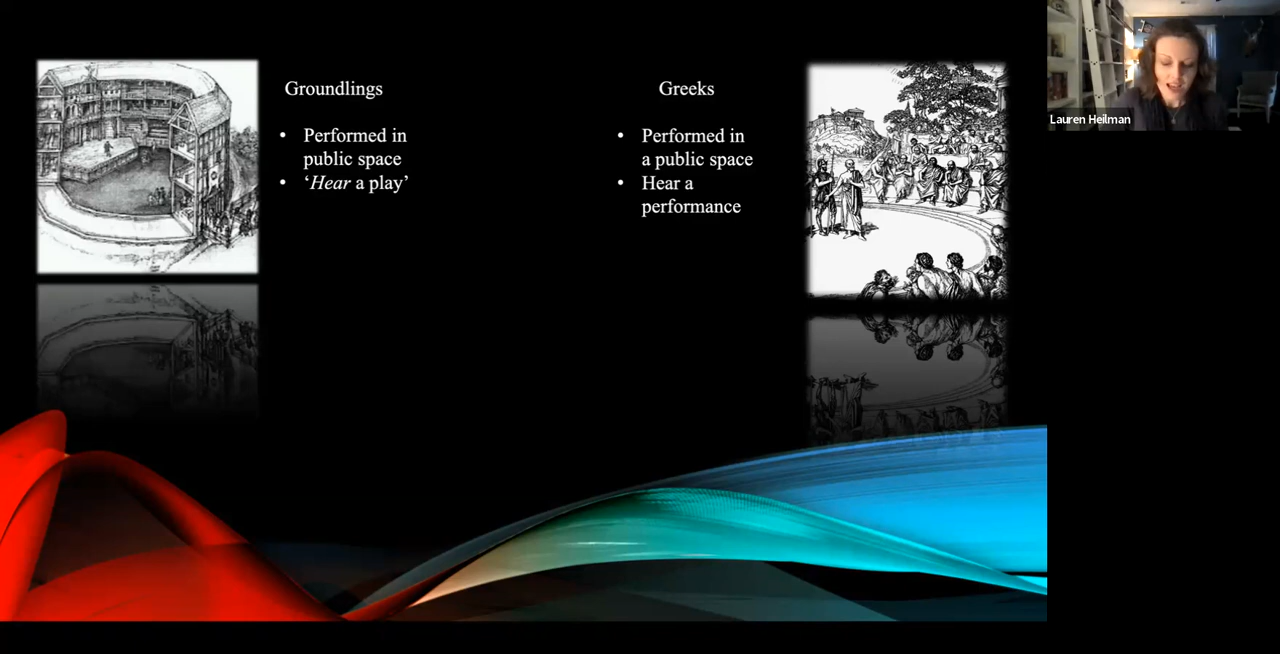 Groundlings
• Performed in
public space
• ‘Hear a play’
Greeks
• Performed in
a public space
• Hear a
performance
Lauren Heilman